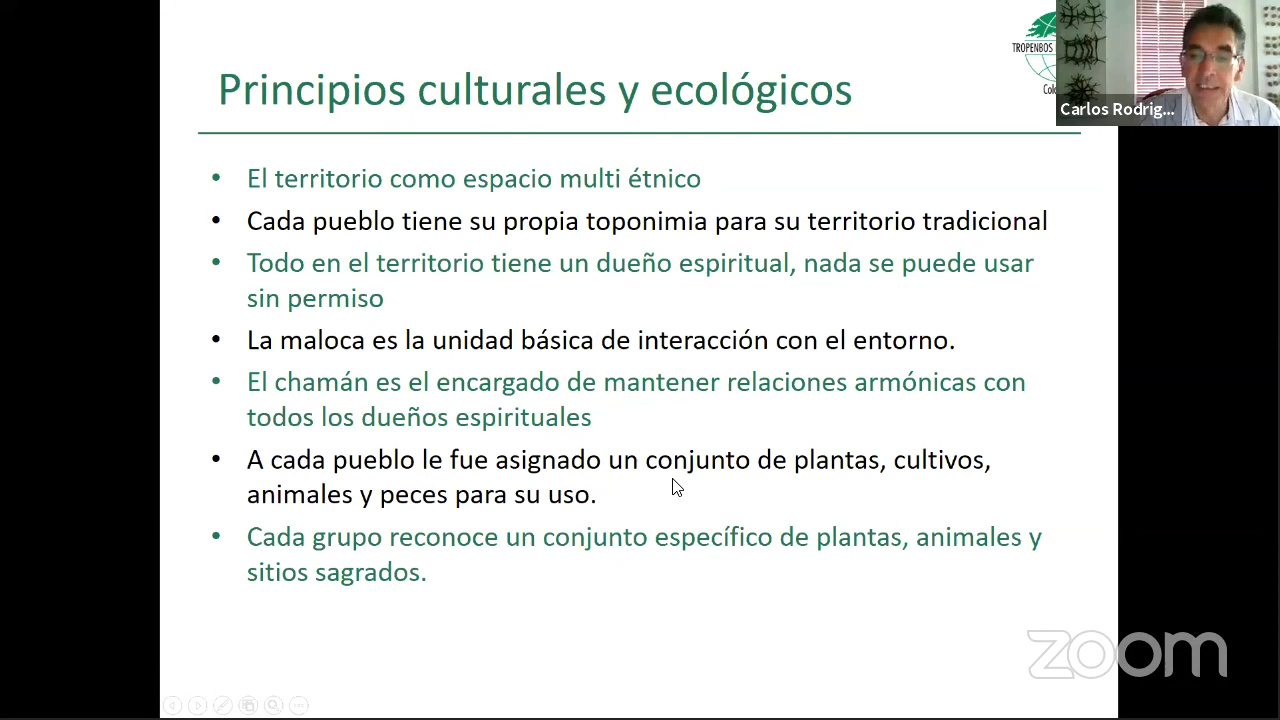 Principios culturales y ecológicos
TROPENBOS
Carlos Rodrig...
• El territorio como espacio multi étnico
• Cada pueblo tiene su propia toponimia para su territorio tradicional
• Todo en el territorio tiene un dueño espiritual, nada se puede usar
sin permiso
• La maloca es la unidad básica de interacción con el entorno.
• El chamán es el encargado de mantener relaciones armónicas con
todos los dueños espirituales
• A cada pueblo le fue asignado un conjunto de plantas, cultivos,
animales y peces para su uso.
• Cada grupo reconoce un conjunto específico de plantas, animales y
sitios sagrados.
zoom